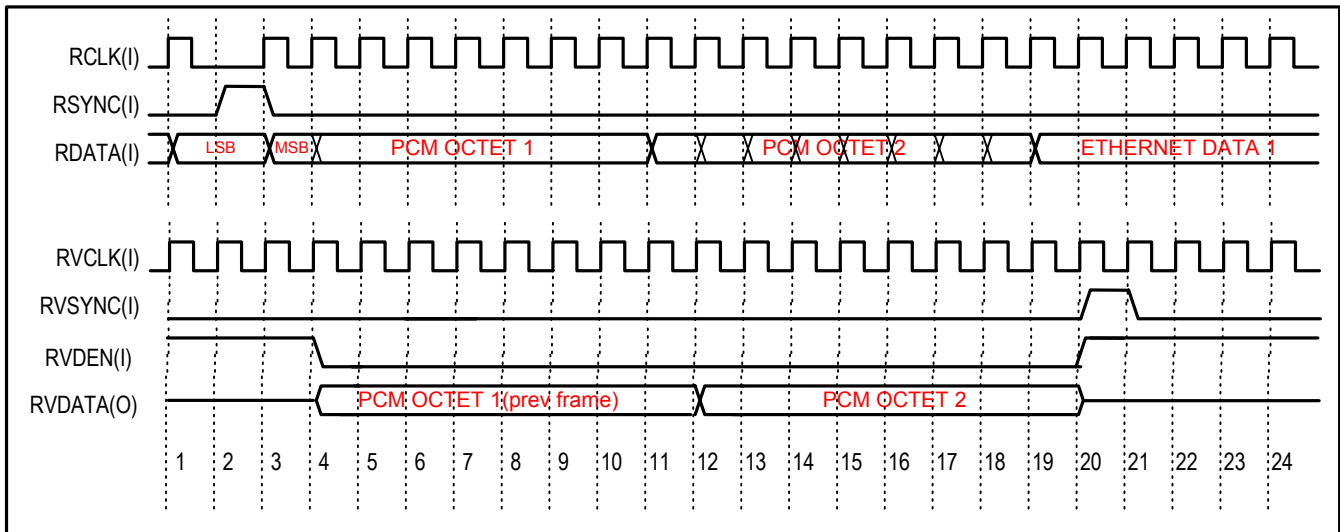 RCLK(I)
RSYNC(I)
RDATA(I) LSB MSB PCM OCTET 1 PCM OCTET 2 ETHERNET DATA 1
RVCLK(I)
RVSYNC(I)
RVDEN(I)
RVDATA(O) PCM OCTET 1(prev frame) PCM OCTET 2
1 2 3 4 5 6 7 8 9 10 11 12 13 14 15 16 17 18 19 20 21 22 23 24